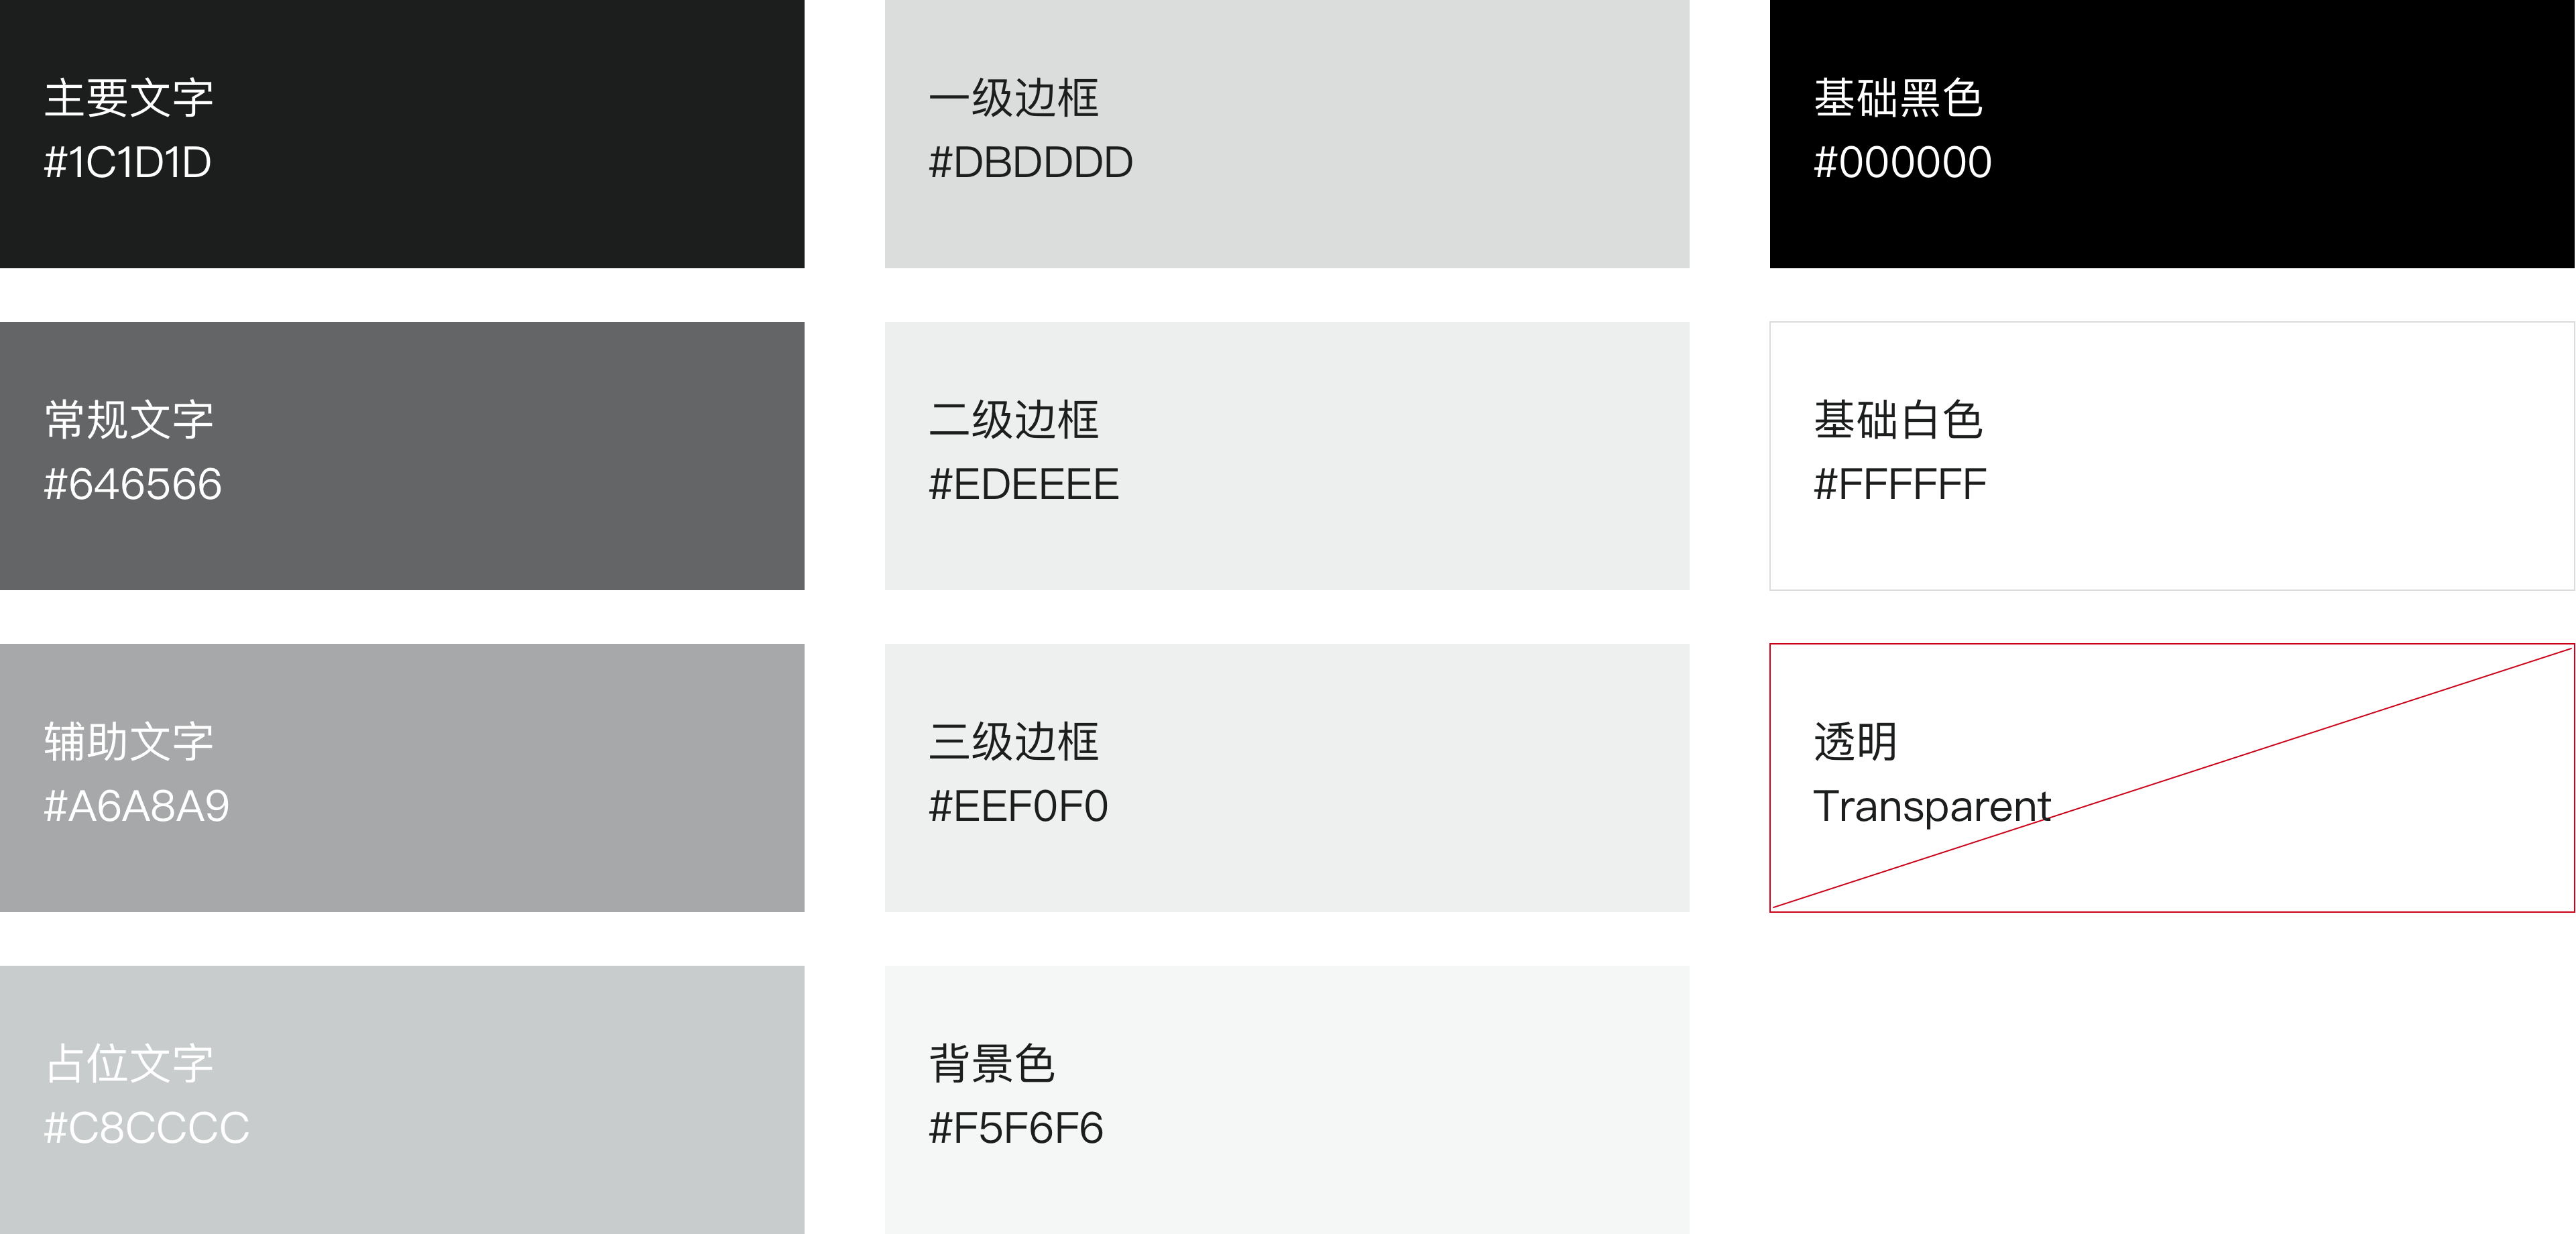 主要文字
#1C1D1D
一级边框
#DBDDDD
基础黑色
#000000
常规文字
#646566
二级边框
#EDEEEE
基础白色
#FFFFFF
辅助文字
#A6A8A9
三级边框
#EEF0F0
透明
Transparent
占位文字
#C8CCCC
背景色
#F5F6F6